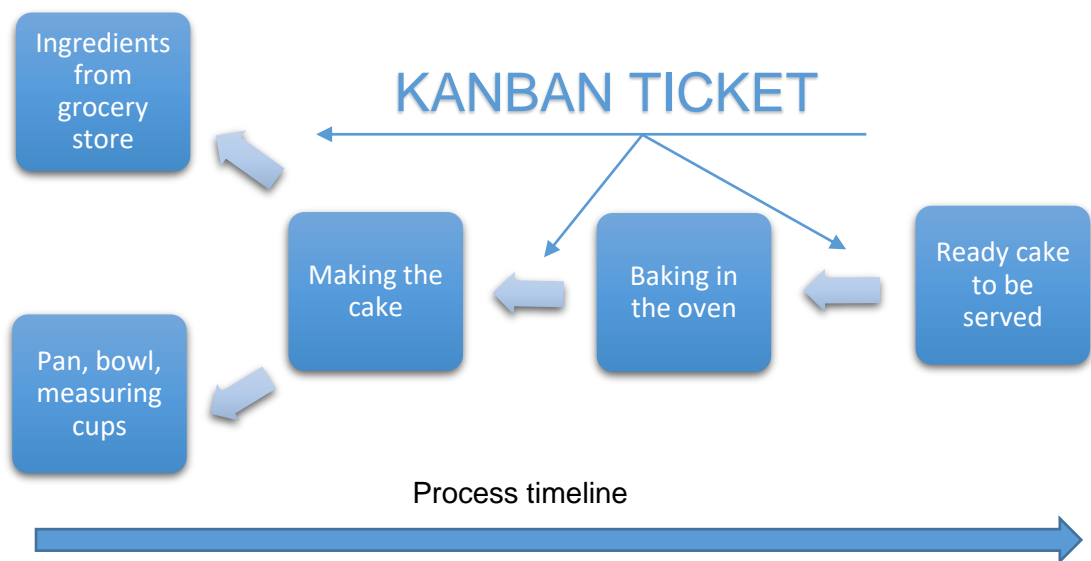 Ingredients
from
grocery
store
KANBAN TICKET
Making the
cake
Baking in
the oven
Ready cake
to be
served
Pan, bowl,
measuring
cups
Process timeline